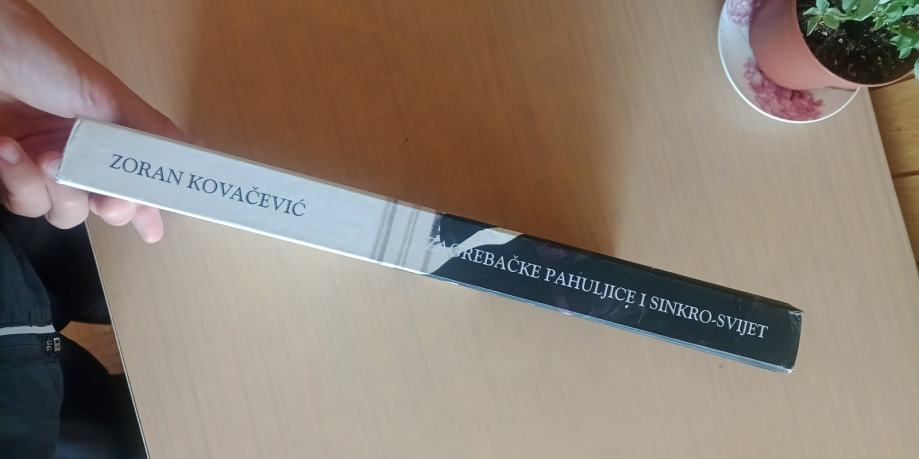 ZORAN KOVAČEVIĆ
ZAGREBAČKE PAHULJICE I SINKRO-SVIJET